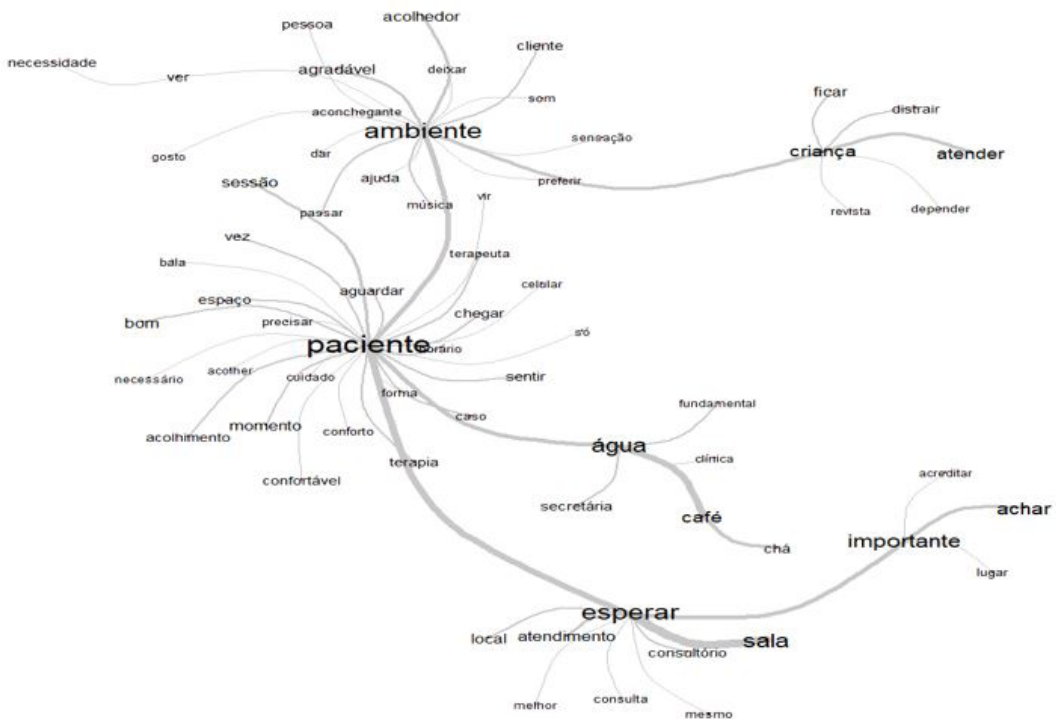 acolhedor
pessoa
cliente
necessidade
agradável
deixar
ver
ficar
som
aconchegante
distrair
ambiente
sensação
criança
atender
dar
gosto
ajuda
preferir
sessão
vir
música
revista
depender
passar
vez
terapeuta
bala
celular
aguardar
espaço
chegar
bom
precisar
só
paciente
horário
acolher
necessário
cuidado
sentir
forma
fundamental
caso
momento
conforto
acolhimento
água
clínica
terapia
acreditar
confortável
secretária
achar
café
importante
chá
lugar
esperar
local
atendimento
sala
consultório
melhor
consulta
mesmo